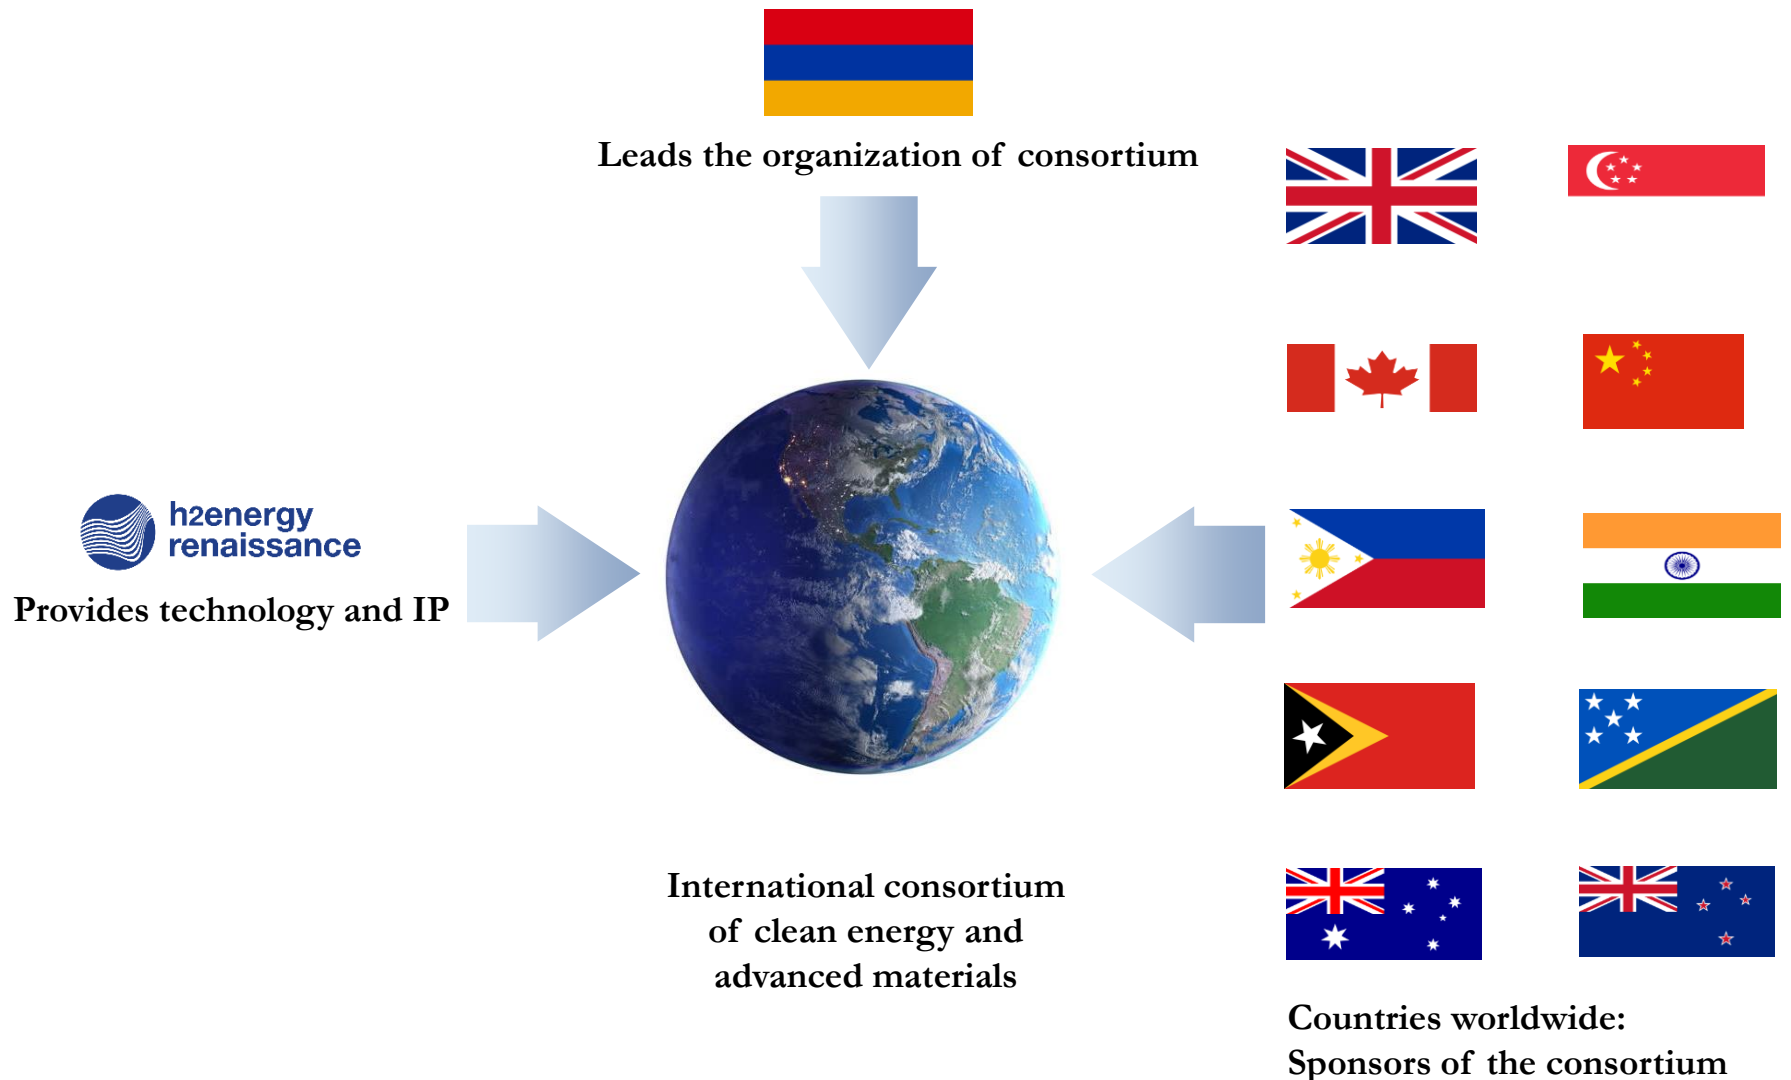 Leads the organization of consortium
h2energy
renaissance
Provides technology and IP
International consortium
of clean energy and
advanced materials
Countries worldwide:
Sponsors of the consortium